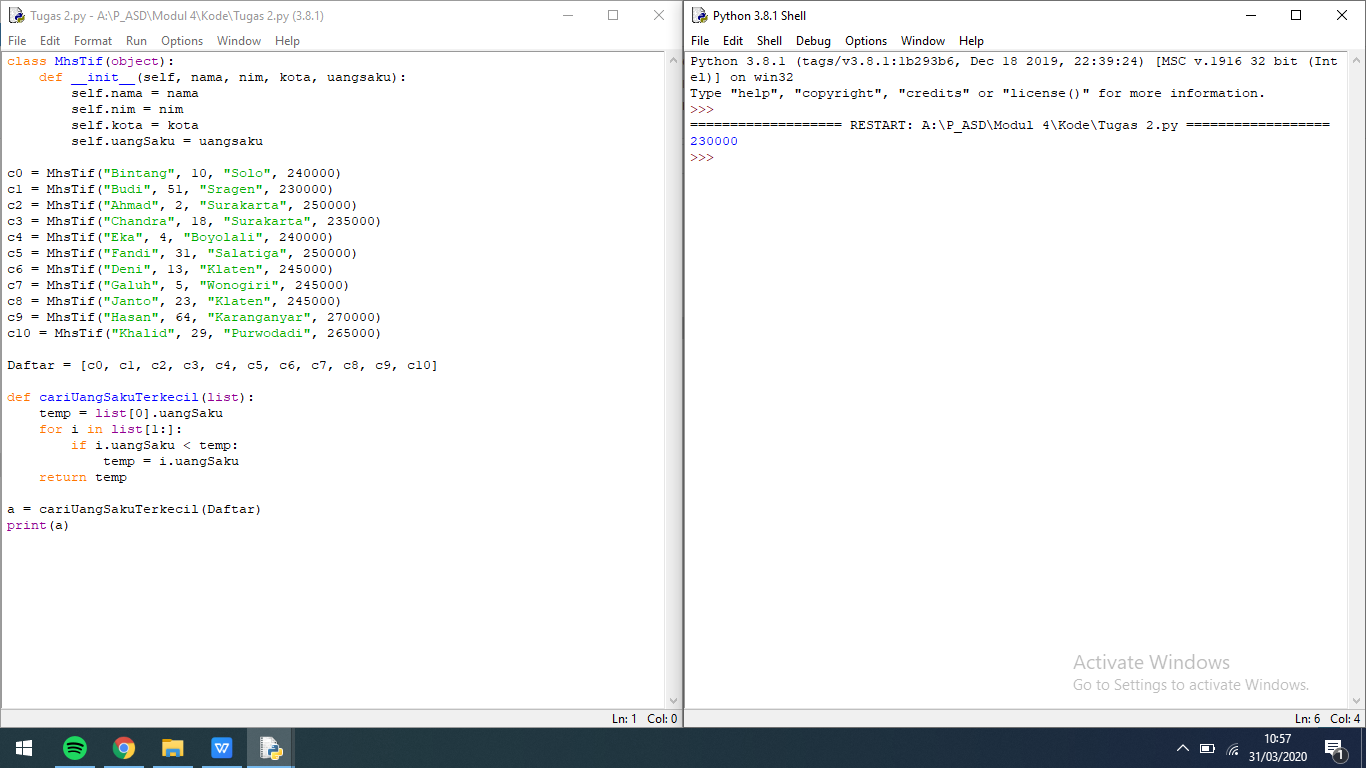 Tugas 2.py - A:\P_ASD\Modul 4\Kode\Tugas 2.py (3.8.1)
File Edit Format Run Options Window Help
class MhsTif(object):
    def __init__(self, nama, nim, kota, uangsaku):
        self.nama = nama
        self.nim = nim
        self.kota = kota
        self.uangSaku = uangsaku
c0 = MhsTif("Bintang", 10, "Solo", 240000)
c1 = MhsTif("Budi", 51, "Sragen", 230000)
c2 = MhsTif("Ahmad", 2, "Surakarta", 250000)
c3 = MhsTif("Chandra", 18, "Surakarta", 235000)
c4 = MhsTif("Eka", 4, "Boyolali", 240000)
c5 = MhsTif("Fandi", 31, "Salatiga", 250000)
c6 = MhsTif("Deni", 13, "Klaten", 245000)
c7 = MhsTif("Galuh", 5, "Wonogiri", 245000)
c8 = MhsTif("Janto", 23, "Klaten", 245000)
c9 = MhsTif("Hasan", 64, "Karanganyar", 270000)
c10 = MhsTif("Khalid", 29, "Purwodadi", 265000)
Daftar = [c0, c1, c2, c3, c4, c5, c6, c7, c8, c9, c10]
def cariUangSakuTerkecil(list):
    temp = list[0].uangSaku
    for i in list[1:]:
        if i.uangSaku < temp:
            temp = i.uangSaku
    return temp
a = cariUangSakuTerkecil(Daftar)
print(a)
Ln: 1 Col: 0
Python 3.8.1 Shell
File Edit Shell Debug Options Window Help
Python 3.8.1 (tags/v3.8.1:1b293b6, Dec 18 2019, 22:39:24) [MSC v.1916 32 bit (Int
el)] on win32
Type "help", "copyright", "credits" or "license()" for more information.
>>>
=================== RESTART: A:\P_ASD\Modul 4\Kode\Tugas 2.py ==================
230000
>>>
Activate Windows
Go to Settings to activate Windows.
Ln: 6 Col: 4
10:57
31/03/2020
1